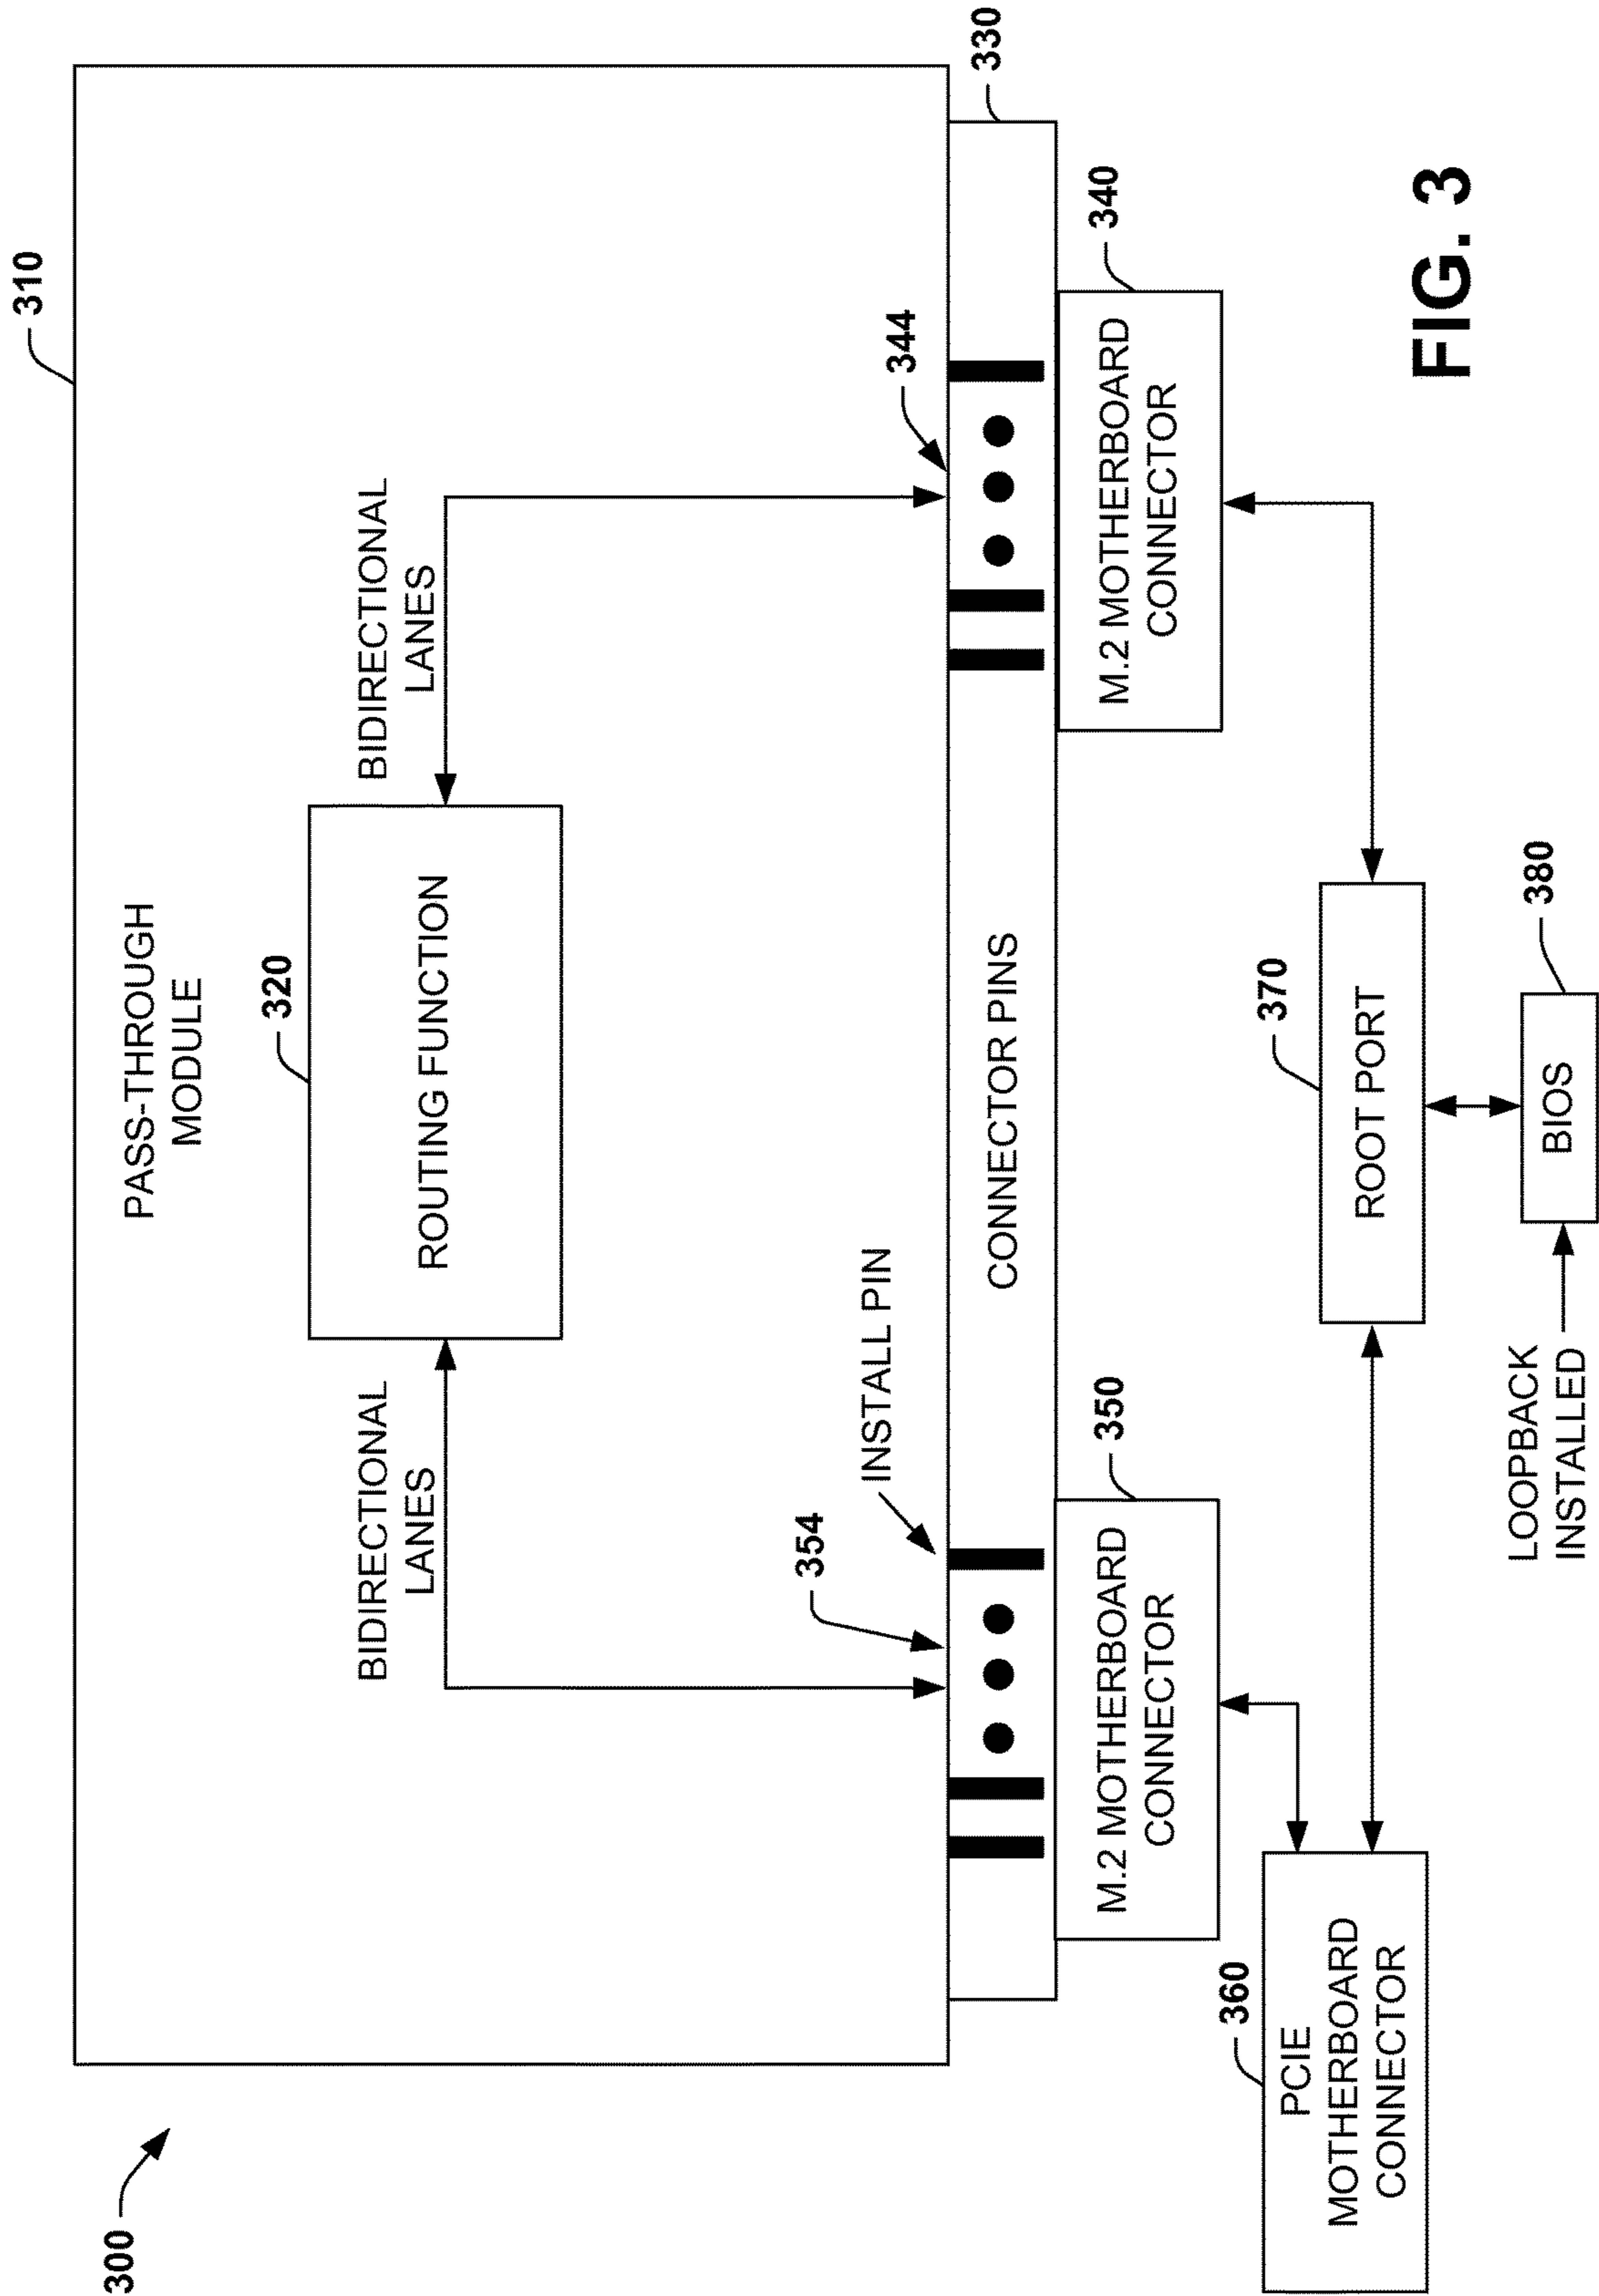 300
310
PASS-THROUGH
MODULE
320
ROUTING FUNCTION
BIDIRECTIONAL
LANES
BIDIRECTIONAL
LANES
354
INSTALL PIN
344
330
CONNECTOR PINS
350
M.2 MOTHERBOARD
CONNECTOR
340
M.2 MOTHERBOARD
CONNECTOR
360
PCIE
MOTHERBOARD
CONNECTOR
370
ROOT PORT
380
BIOS
LOOPBACK
INSTALLED
FIG. 3